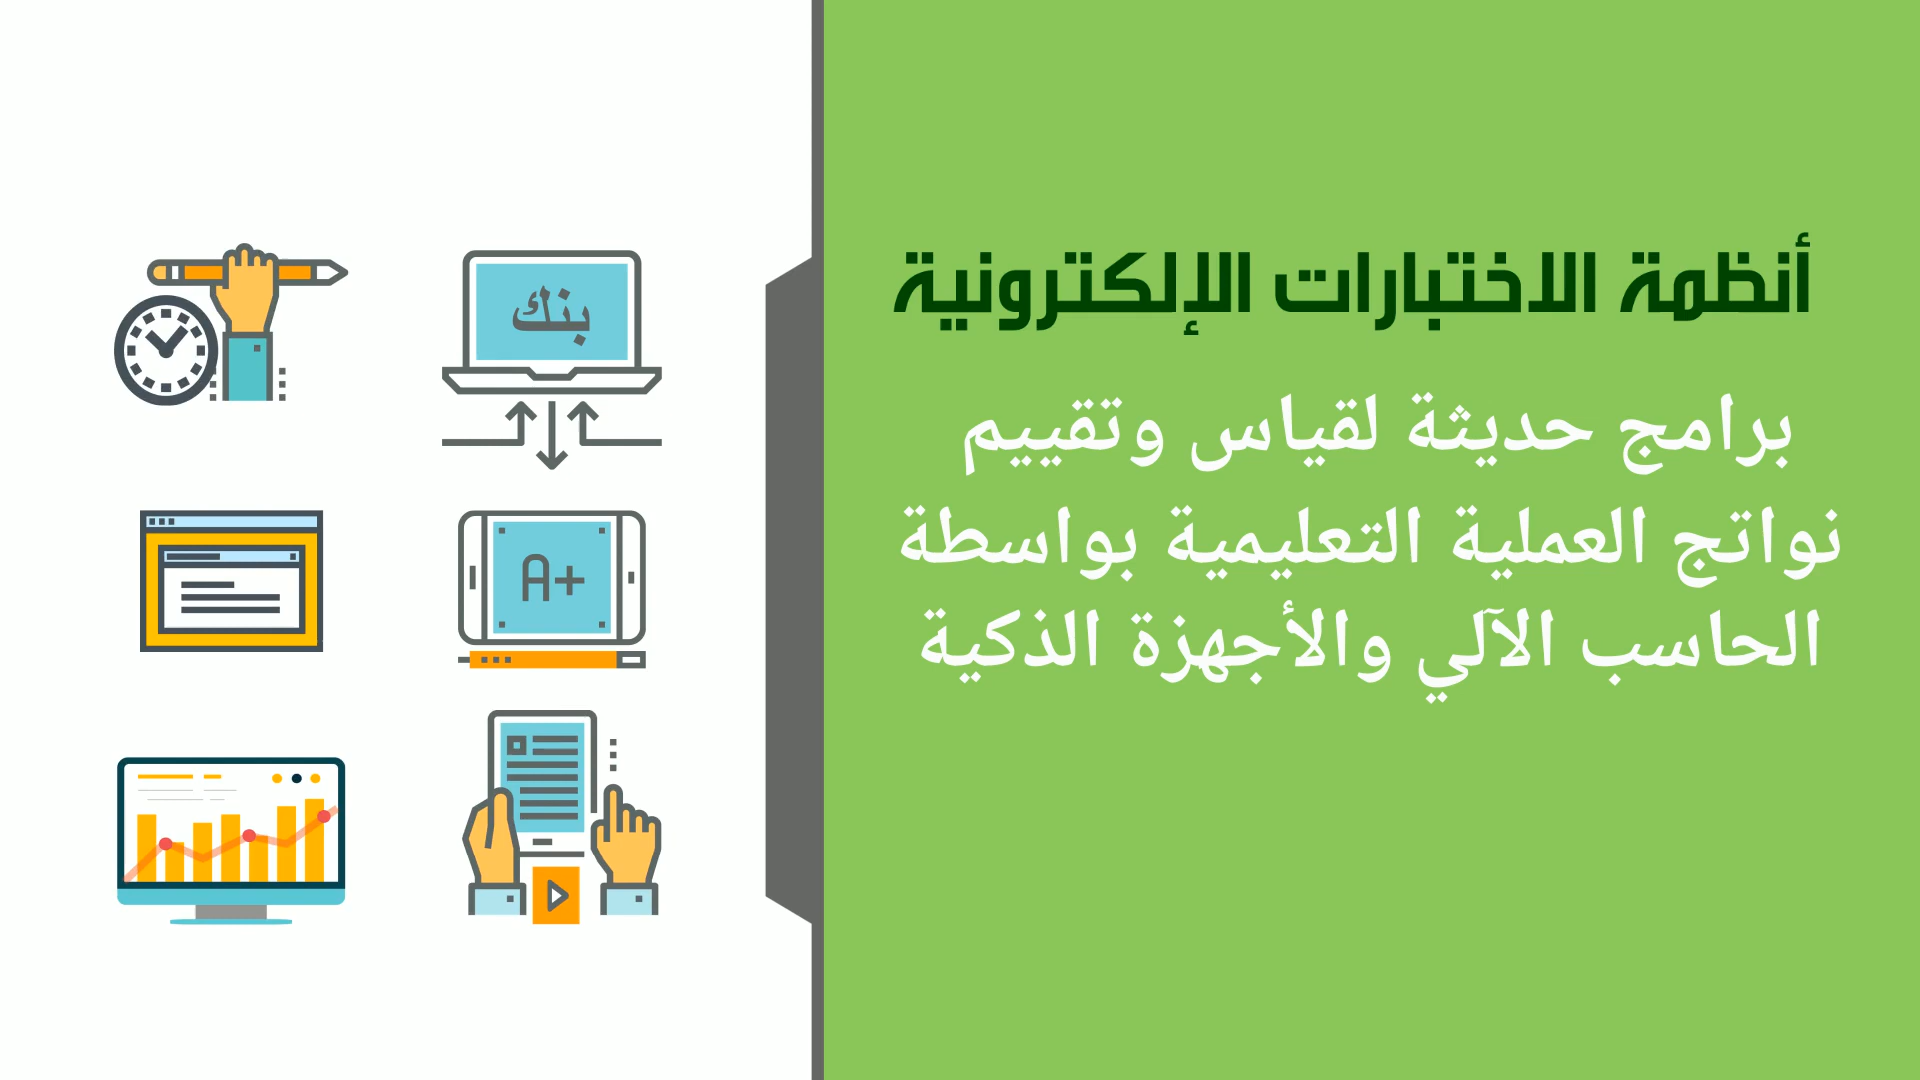 أنظمة الاختبارات الإلكترونية
برامج حديثة لقياس وتقييم
نواتج العملية التعليمية بواسطة
الحاسب الآلي والأجهزة الذكية
بنك
A+